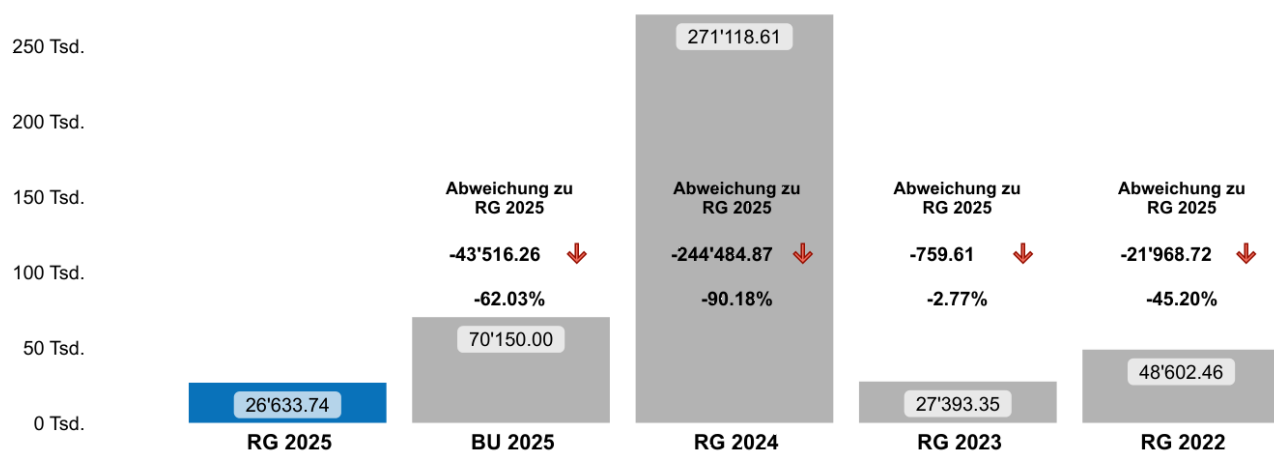 250 Tsd.
200 Tsd.
150 Tsd.
100 Tsd.
50 Tsd.
0 Tsd.
271'118.61
Abweichung zu
RG 2025
-43'516.26
-62.03%
Abweichung zu
RG 2025
-244'484.87
-90.18%
Abweichung zu
RG 2025
-759.61
-2.77%
Abweichung zu
RG 2025
-21'968.72
-45.20%
26'633.74
70'150.00
27'393.35
48'602.46
RG 2025
BU 2025
RG 2024
RG 2023
RG 2022